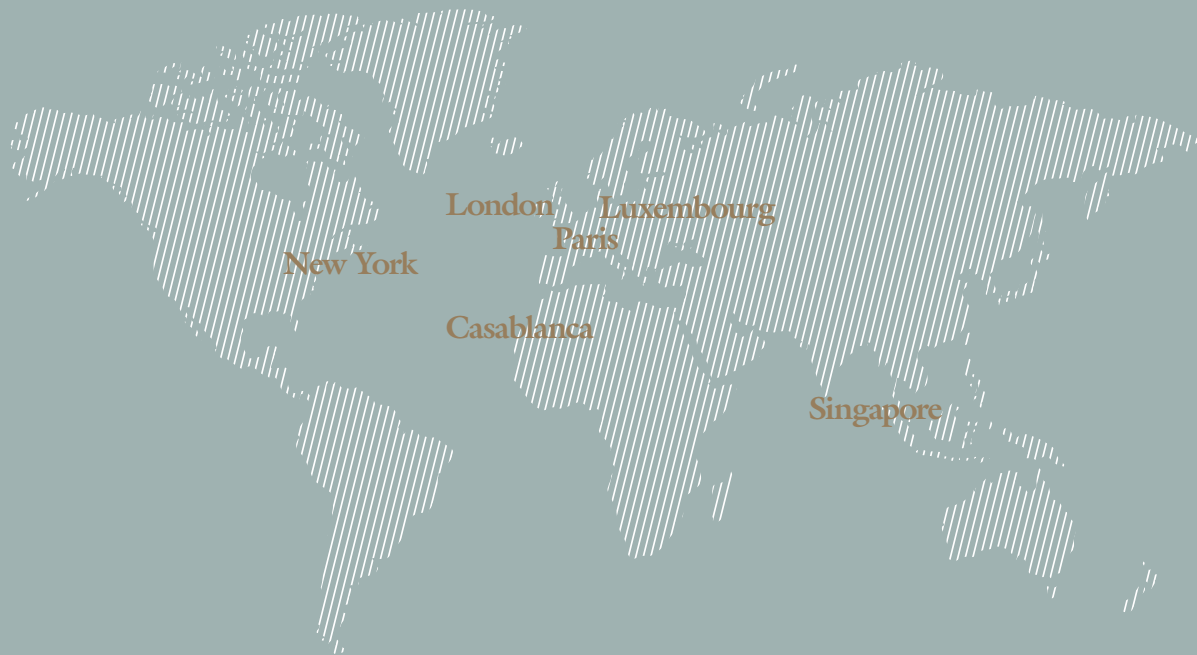 London
Luxembourg
Paris
New York
Casablanca
Singapore